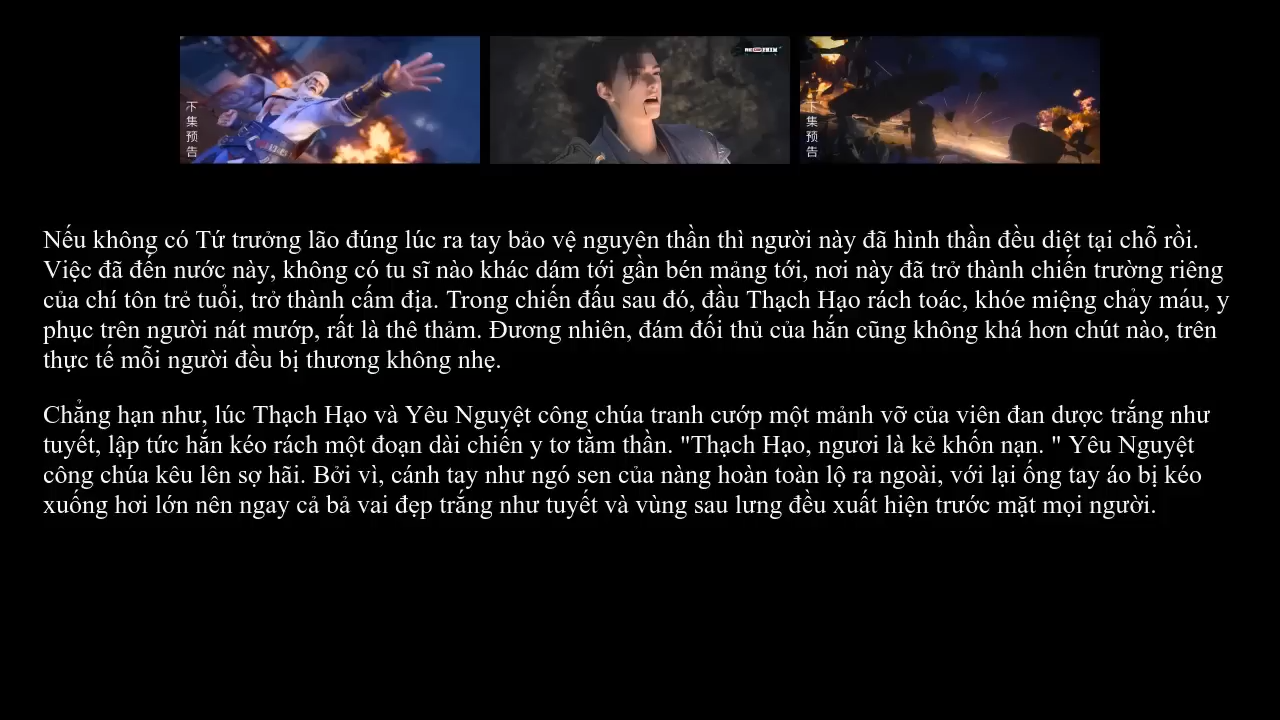 下集预告
下集预告
Nếu không có Tứ trưởng lão đúng lúc ra tay bảo vệ nguyên thần thì người này đã hình thần đều diệt tại chỗ rồi.
Việc đã đến nước này, không có tu sĩ nào khác dám tới gần bén mảng tới, nơi này đã trở thành chiến trường riêng
của chí tôn trẻ tuổi, trở thành cấm địa. Trong chiến đấu sau đó, đầu Thạch Hạo rách toác, khóe miệng chảy máu, y
phục trên người nát mướp, rất là thê thảm. Đương nhiên, đám đối thủ của hắn cũng không khá hơn chút nào, trên
thực tế mỗi người đều bị thương không nhẹ.
Chẳng hạn như, lúc Thạch Hạo và Yêu Nguyệt công chúa tranh cướp một mảnh vỡ của viên đan dược trắng như
tuyết, lập tức hắn kéo rách một đoạn dài chiến y tơ tằm thần. "Thạch Hạo, ngươi là kẻ khốn nạn. " Yêu Nguyệt
công chúa kêu lên sợ hãi. Bởi vì, cánh tay như ngó sen của nàng hoàn toàn lộ ra ngoài, với lại ống tay áo bị kéo
xuống hơi lớn nên ngay cả bả vai đẹp trắng như tuyết và vùng sau lưng đều xuất hiện trước mặt mọi người.